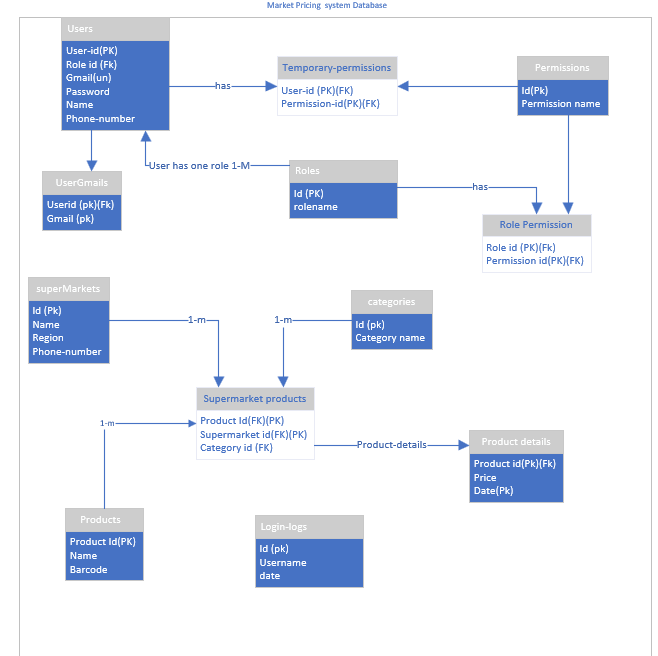 Market Pricing system Database
Users
User-id(PK)
Role id (Fk)
Gmail(un)
Password
Name
Phone-number
has
Temporary-permissions
User-id (PK)(FK)
Permission-id(PK)(FK)
Permissions
Id(Pk)
Permission name
UserGmails
Userid (pk)(Fk)
Gmail (pk)
User has one role 1-M
Roles
Id (PK)
rolename
has
Role Permission
Role id (PK)(Fk)
Permission id(PK)(FK)
superMarkets
Id (Pk)
Name
Region
Phone-number
1-m
1-m
categories
Id (pk)
Category name
Supermarket products
Product Id(FK)(PK)
Supermarket id(FK)(PK)
Category id (FK)
1-m
Product-details
Product details
Product id(Pk)(Fk)
Price
Date(Pk)
Products
Product Id(PK)
Name
Barcode
Login-logs
Id (pk)
Username
date